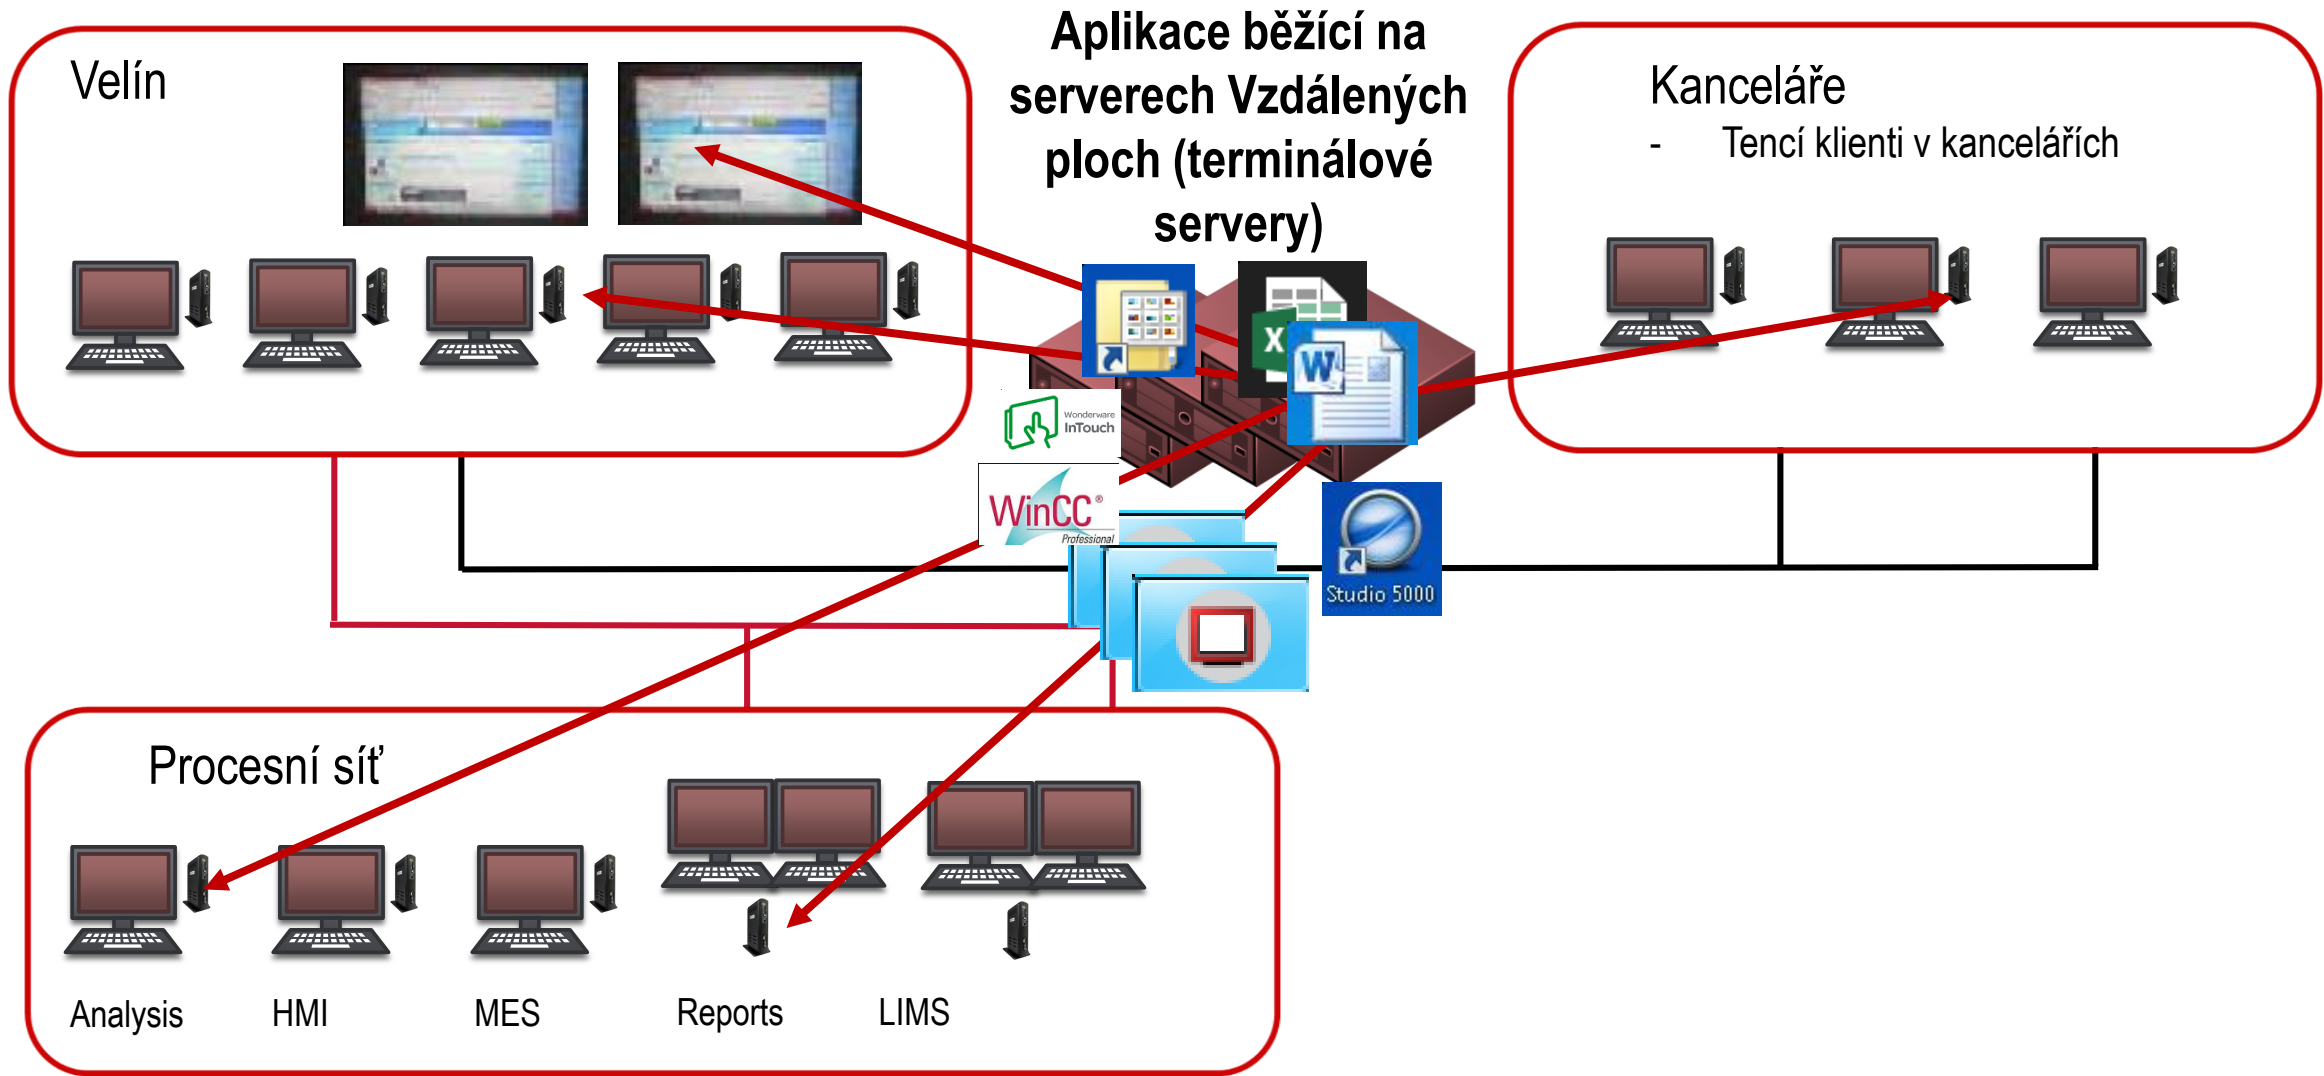 Velín
Aplikace běžící na
serverech Vzdálených
ploch (terminálové
servery)
Kanceláře
- Tencí klienti v kancelářích
X
W
Wonderware
InTouch
WinCC®
Professional
Studio 5000
Procesní síť
Analysis
HMI
MES
Reports
LIMS